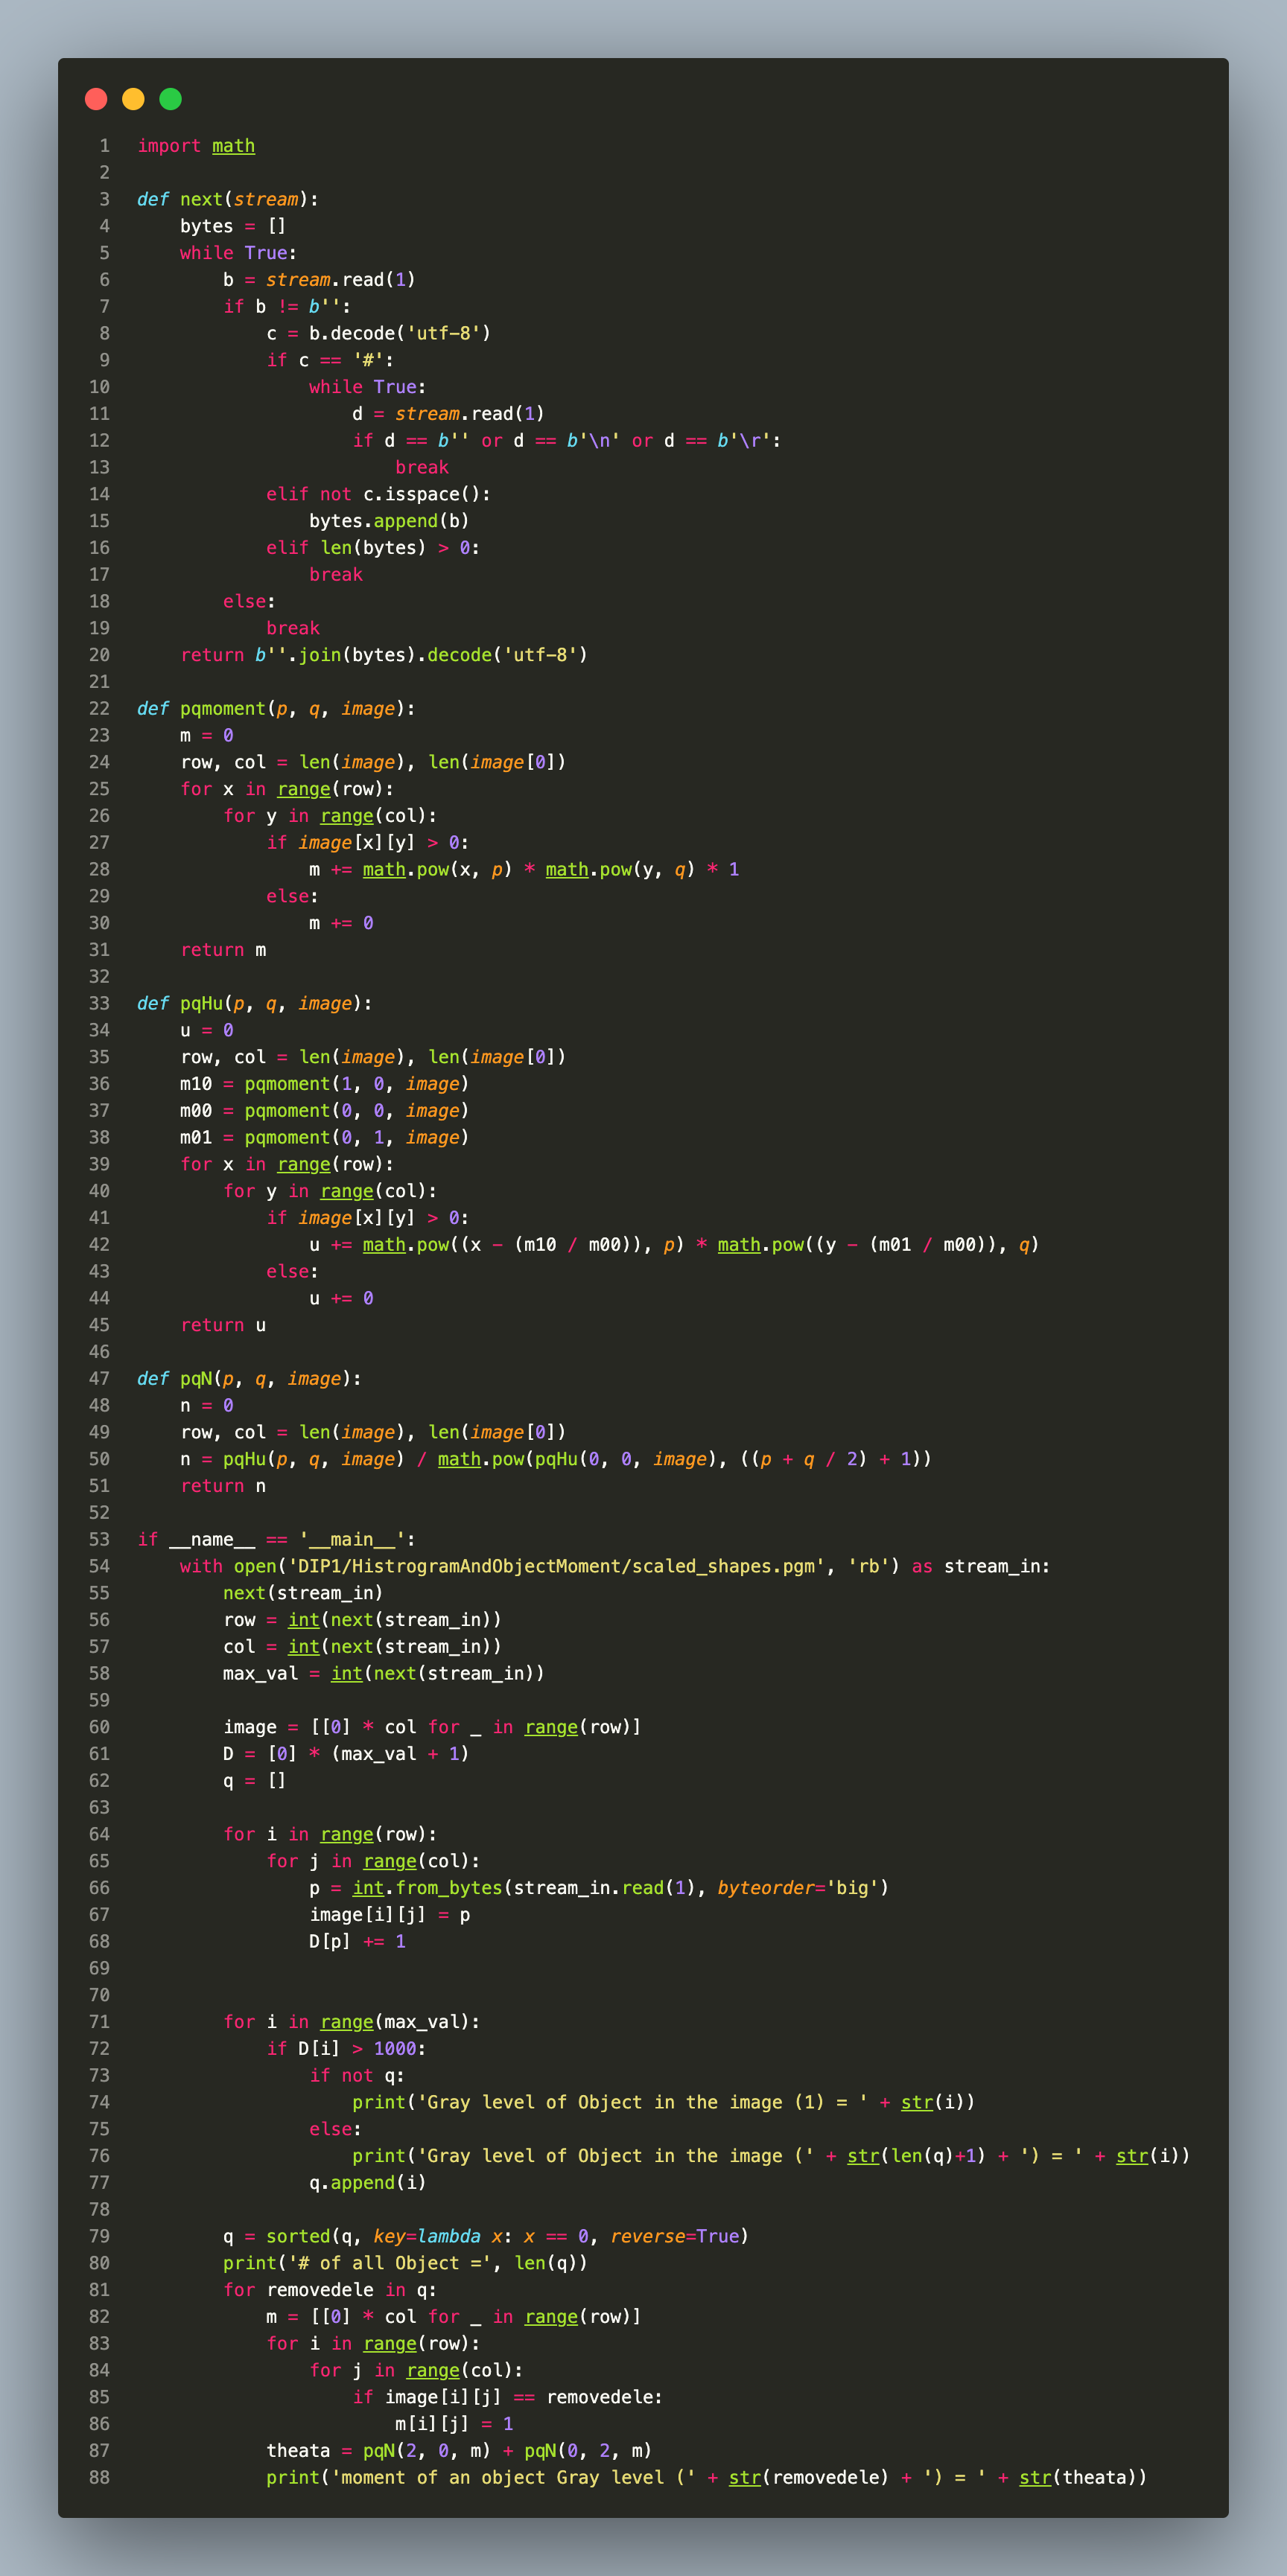 1 import math
2
3 def next(stream):
4     bytes = []
5     while True:
6         b = stream.read(1)
7         if b != b'':
8             c = b.decode('utf-8')
9             if c == '#':
10                 while True:
11                     d = stream.read(1)
12                     if d == b'' or d == b'\n' or d == b'\r':
13                         break
14             elif not c.isspace():
15                 bytes.append(b)
16             elif len(bytes) > 0:
17                 break
18         else:
19             break
20     return b''.join(bytes).decode('utf-8')
21
22 def pqmoment(p, q, image):
23     m = 0
24     row, col = len(image), len(image[0])
25     for x in range(row):
26         for y in range(col):
27             if image[x][y] > 0:
28                 m += math.pow(x, p) * math.pow(y, q) * 1
29             else:
30                 m += 0
31     return m
32
33 def pqHu(p, q, image):
34     u = 0
35     row, col = len(image), len(image[0])
36     m10 = pqmoment(1, 0, image)
37     m00 = pqmoment(0, 0, image)
38     m01 = pqmoment(0, 1, image)
39     for x in range(row):
40         for y in range(col):
41             if image[x][y] > 0:
42                 u += math.pow((x - (m10 / m00)), p) * math.pow((y - (m01 / m00)), q)
43             else:
44                 u += 0
45     return u
46
47 def pqN(p, q, image):
48     n = 0
49     row, col = len(image), len(image[0])
50     n = pqHu(p, q, image) / math.pow(pqHu(0, 0, image), ((p + q / 2) + 1))
51     return n
52
53 if __name__ == '__main__':
54     with open('DIP1/HistrogramAndObjectMoment/scaled_shapes.pgm', 'rb') as stream_in:
55         next(stream_in)
56         row = int(next(stream_in))
57         col = int(next(stream_in))
58         max_val = int(next(stream_in))
59
60         image = [[0] * col for _ in range(row)]
61         D = [0] * (max_val + 1)
62         q = []
63
64         for i in range(row):
65             for j in range(col):
66                 p = int.from_bytes(stream_in.read(1), byteorder='big')
67                 image[i][j] = p
68                 D[p] += 1
69
70
71         for i in range(max_val):
72             if D[i] > 1000:
73                 if not q:
74                     print('Gray level of Object in the image (1) = ' + str(i))
75                 else:
76                     print('Gray level of Object in the image (' + str(len(q)+1) + ') = ' + str(i))
77                 q.append(i)
78
79         q = sorted(q, key=lambda x: x == 0, reverse=True)
80         print('# of all Object =', len(q))
81         for removedele in q:
82             m = [[0] * col for _ in range(row)]
83             for i in range(row):
84                 for j in range(col):
85                     if image[i][j] == removedele:
86                         m[i][j] = 1
87             theata = pqN(2, 0, m) + pqN(0, 2, m)
88             print('moment of an object Gray level (' + str(removedele) + ') = ' + str(theata))